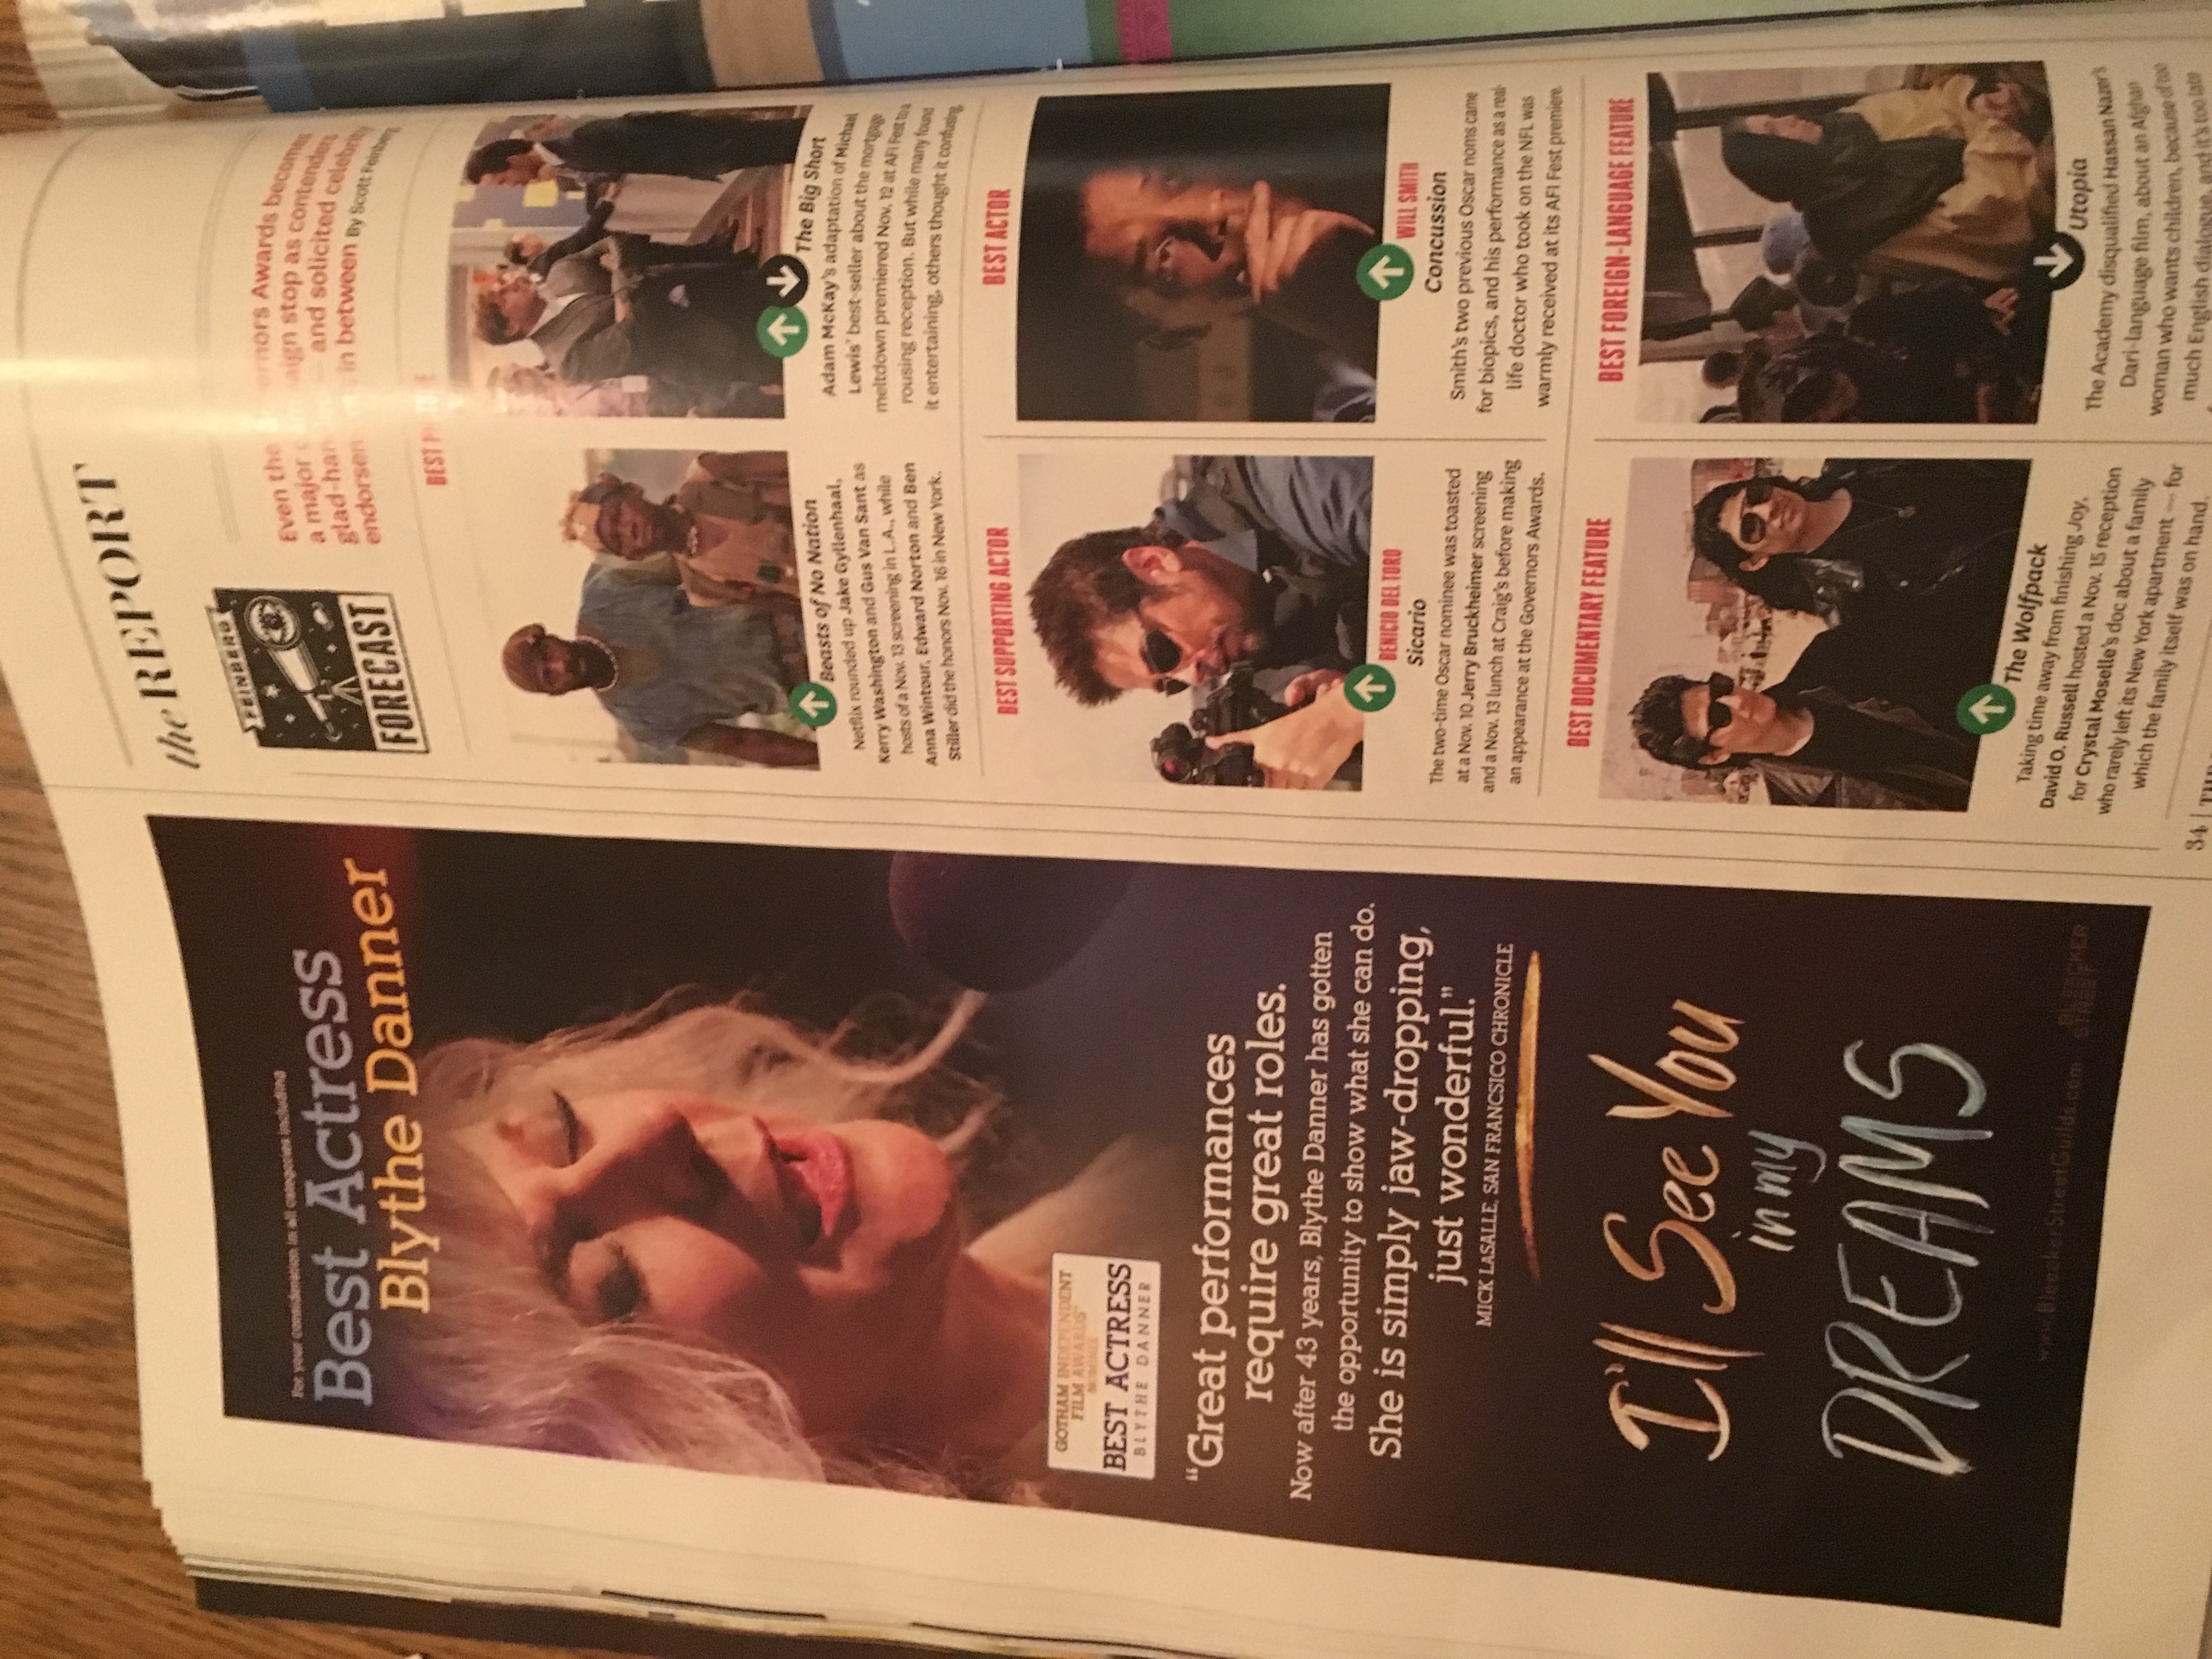 For your consideration in all categories including
Best Actress
Blythe Danner
GOTHAM INDEPENDENT
FILM AWARDS
NOMINEE
BEST ACTRESS
BLYTHE DANNER
"Great performances
require great roles.
Now after 43 years, Blythe Danner has gotten
the opportunity to show what she can do.
She is simply jaw-dropping,
just wonderful."
MICK LASALLE, SAN FRANCSICO CHRONICLE
I'll See You
in my
DREAMS
www.BleeckerStreetGuilds.com
BLEECKER
STREET
the REPORT
FEINBERG
FORECAST
Even the Governors Awards becomes
a major stop as contenders
and solicited celebrity
in between By Scott Feinberg
BEST
Beasts of No Nation
Netflix rounded up Jake Gyllenhaal,
Kerry Washington and Gus Van Sant as
hosts of a Nov. 13 screening in L.A., while
Anna Wintour, Edward Norton and Ben
Stiller did the honors Nov. 16 in New York.
The Big Short
Adam McKay's adaptation of Michael
Lewis' best-seller about the mortgage
meltdown premiered Nov. 12 at AFI Fest to a
rousing reception. But while many found
it entertaining, others thought it confusing.
BEST SUPPORTING ACTOR
BENICIO DEL TORO
Sicario
The two-time Oscar nominee was toasted
at a Nov. 10 Jerry Bruckheimer screening
and a Nov. 13 lunch at Craig's before making
an appearance at the Governors Awards.
BEST ACTOR
WILL SMITH
Concussion
Smith's two previous Oscar noms came
for biopics, and his performance as a real-
life doctor who took on the NFL was
warmly received at its AFI Fest premiere.
BEST DOCUMENTARY FEATURE
The Wolfpack
Taking time away from finishing Joy,
David O. Russell hosted a Nov. 15 reception
for Crystal Moselle's doc about a family
who rarely left its New York apartment — for
which the family itself was on hand.
BEST FOREIGN-LANGUAGE FEATURE
Utopia
The Academy disqualified Hassan Nazer's
Dari-language film, about an Afghan
woman who wants children, because of too
much English dialogue, and it's too late
34 |